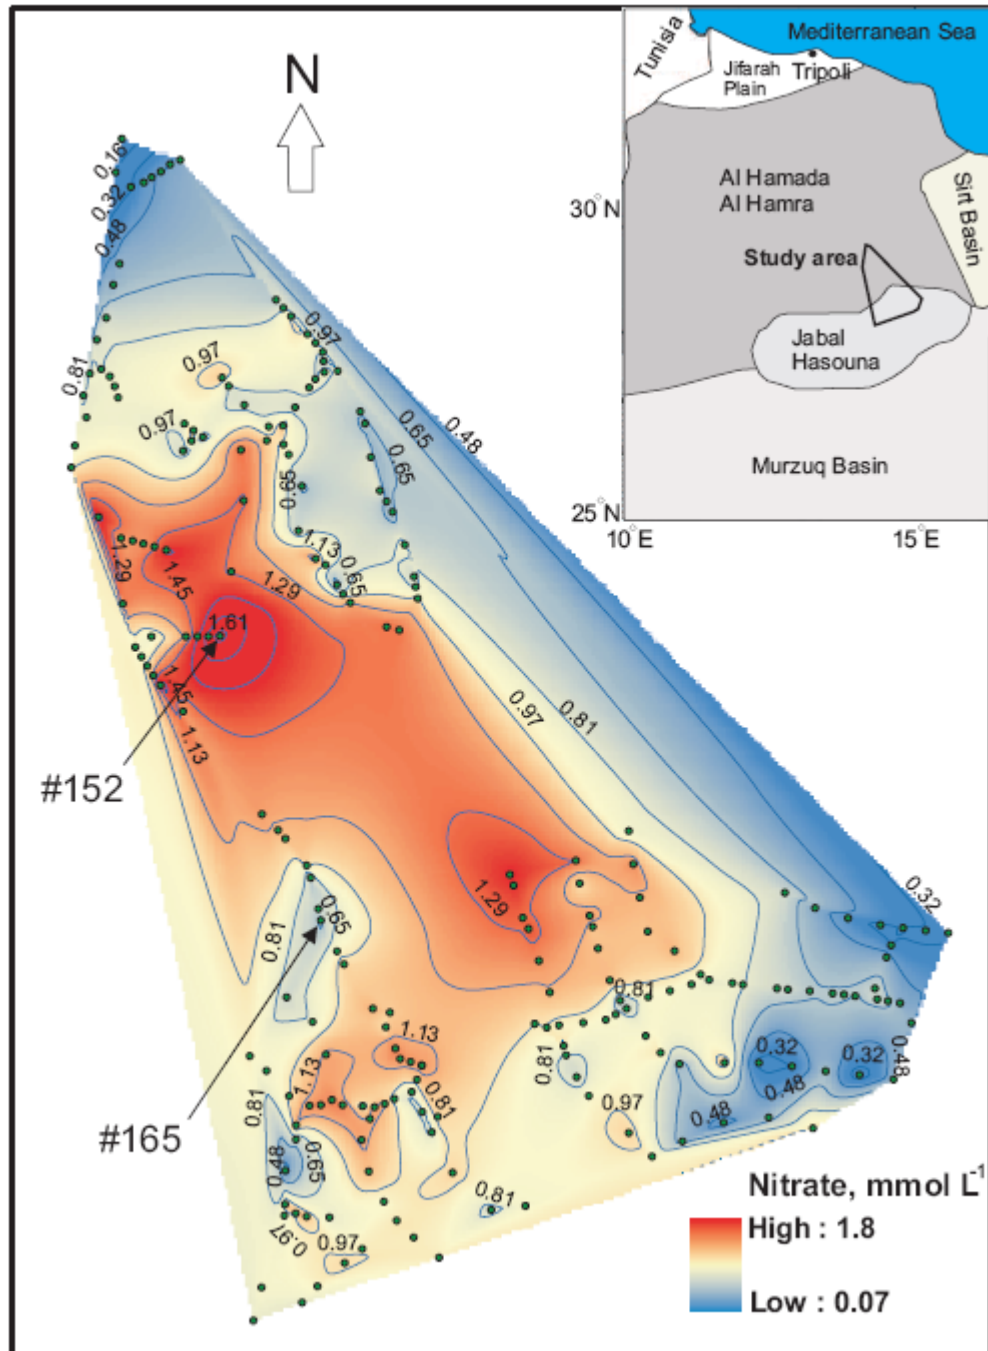 N
Mediterranean Sea
Tunisia
Jifarah
Plain
Tripoli
Al Hamada
Al Hamra
Sirt Basin
30°N
Study area
Jabal
Hasouna
Murzuq Basin
25°N
10°E
15°E
0.16
0.32
0.48
0.97
0.81
0.97
0.97
0.65
0.48
0.65
0.65
1.13
0.65
1.29
1.45
1.29
1.61
1.45
1.13
0.97
0.81
#152
1.29
0.32
0.65
0.81
0.81
#165
1.13
1.13
0.81
0.32
0.32
0.48
0.48
0.48
0.81
0.81
0.97
0.48
0.65
0.81
0.97
0.97
Nitrate, mmol L-1
High : 1.8
Low : 0.07